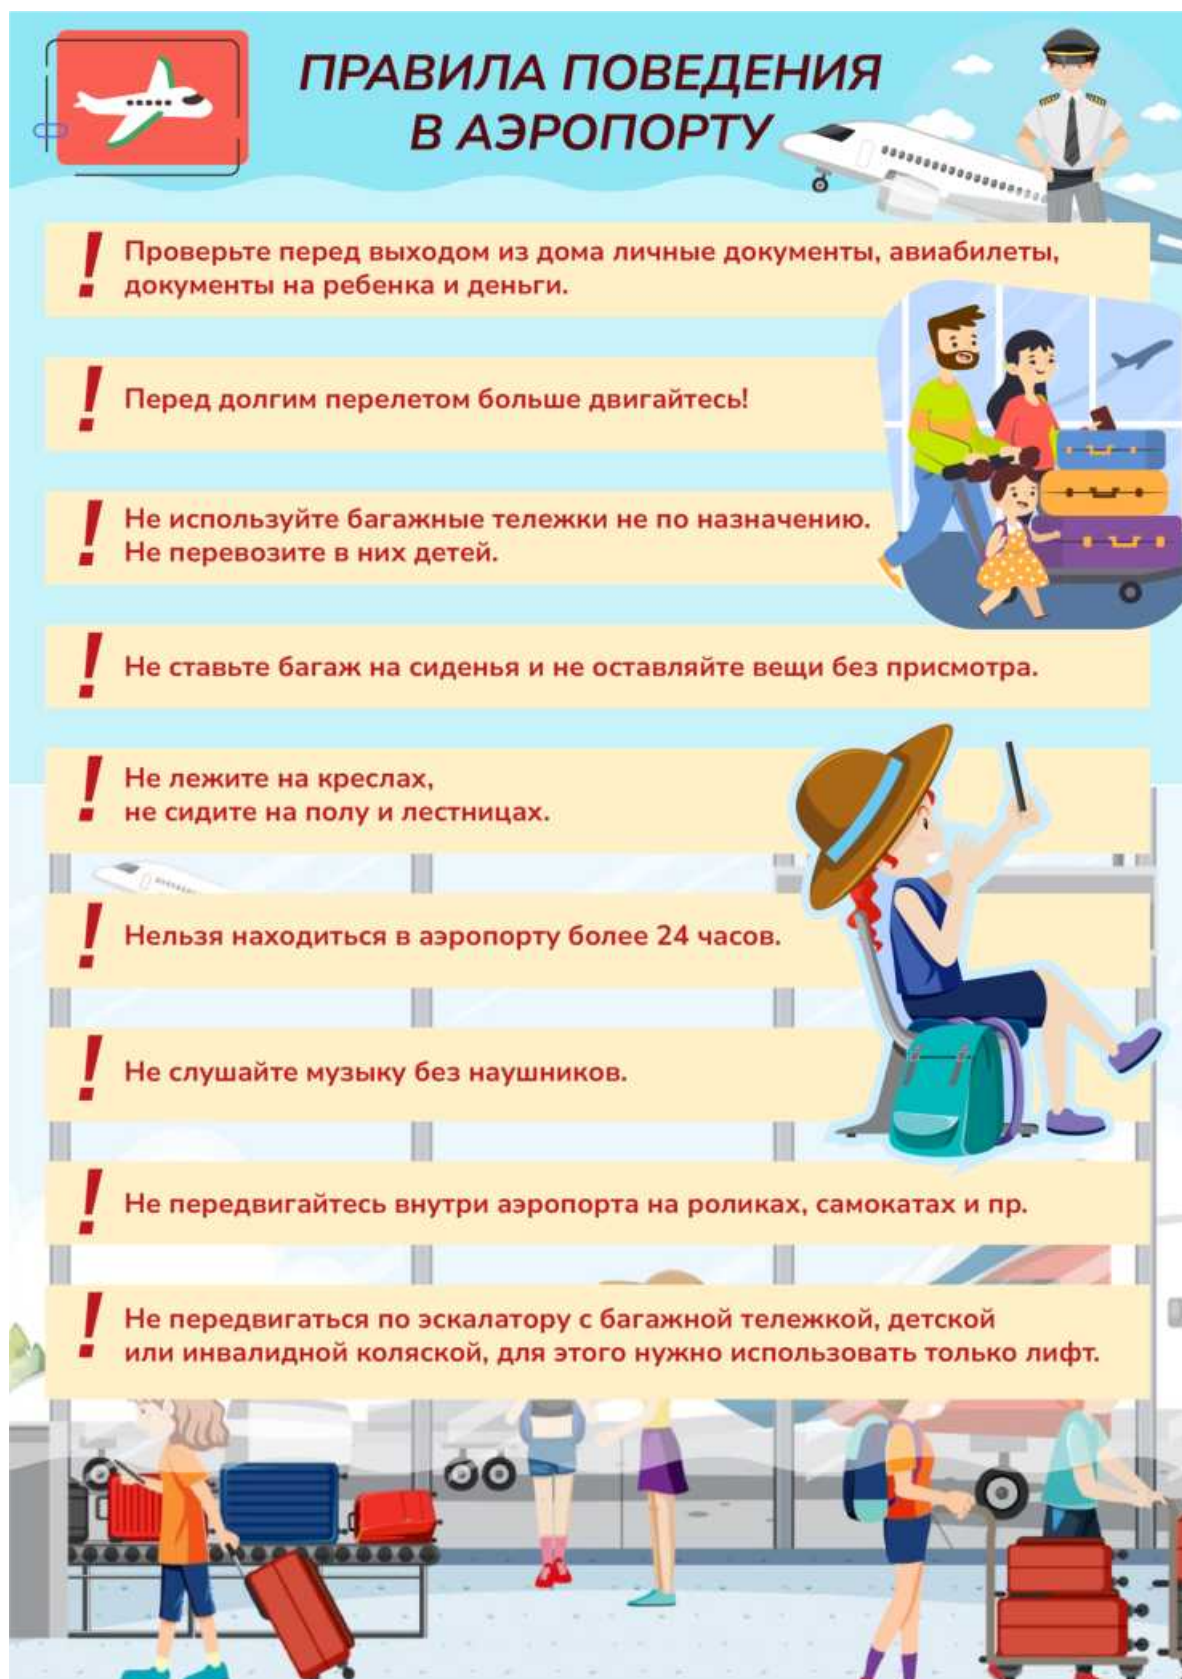 ПРАВИЛА ПОВЕДЕНИЯ
В АЭРОПОРТУ
! Проверьте перед выходом из дома личные документы, авиабилеты,
документы на ребенка и деньги.
! Перед долгим перелетом больше двигайтесь!
! Не используйте багажные тележки не по назначению.
Не перевозите в них детей.
! Не ставьте багаж на сиденья и не оставляйте вещи без присмотра.
! Не лежите на креслах,
не сидите на полу и лестницах.
! Нельзя находиться в аэропорту более 24 часов.
! Не слушайте музыку без наушников.
! Не передвигайтесь внутри аэропорта на роликах, самокатах и пр.
! Не передвигаться по эскалатору с багажной тележкой, детской
или инвалидной коляской, для этого нужно использовать только лифт.